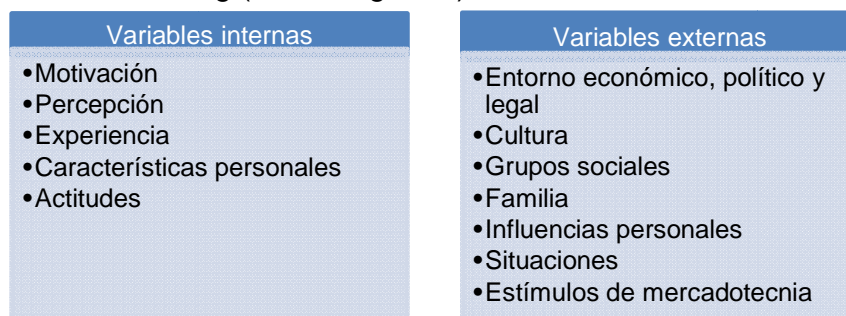 Variables internas
•Motivación
•Percepción
•Experiencia
•Características personales
•Actitudes
Variables externas
•Entorno económico, político y
legal
•Cultura
•Grupos sociales
•Familia
•Influencias personales
•Situaciones
•Estímulos de mercadotecnia